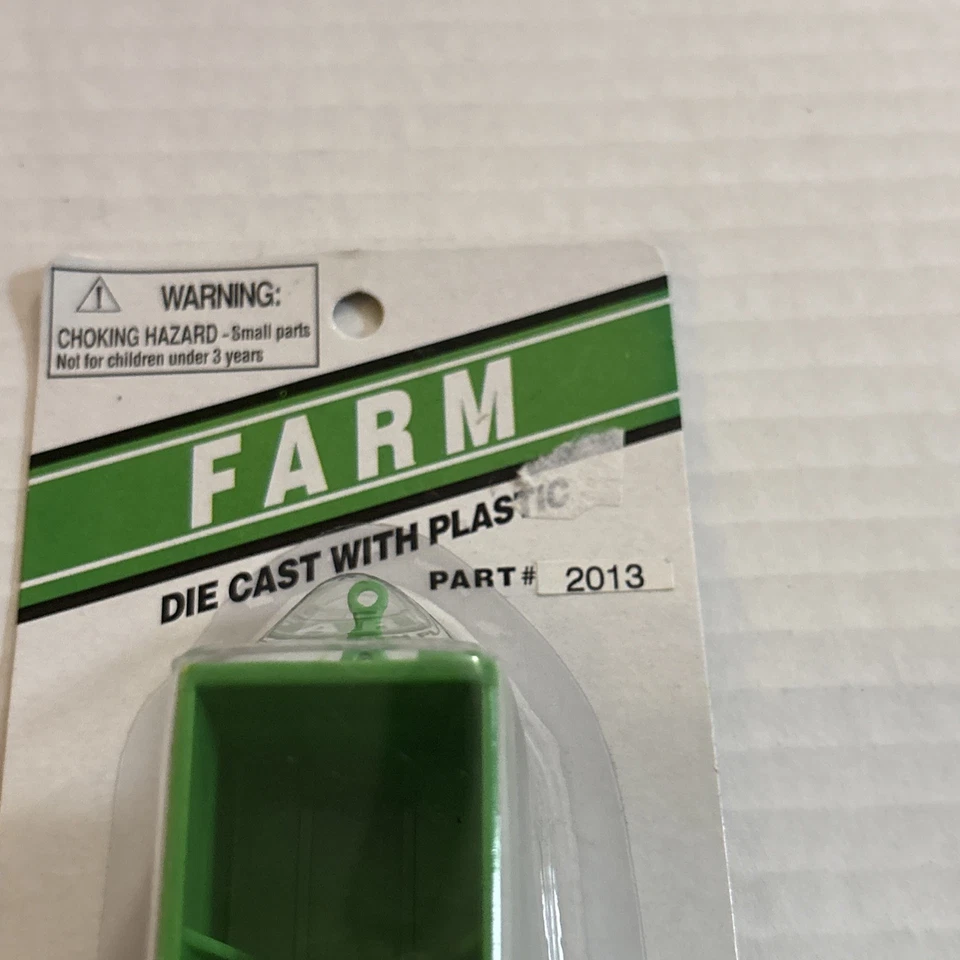 WARNING:
CHOKING HAZARD - Small parts
Not for children under 3 years
FARM
DIE CAST WITH PLASTIC
PART# 2013